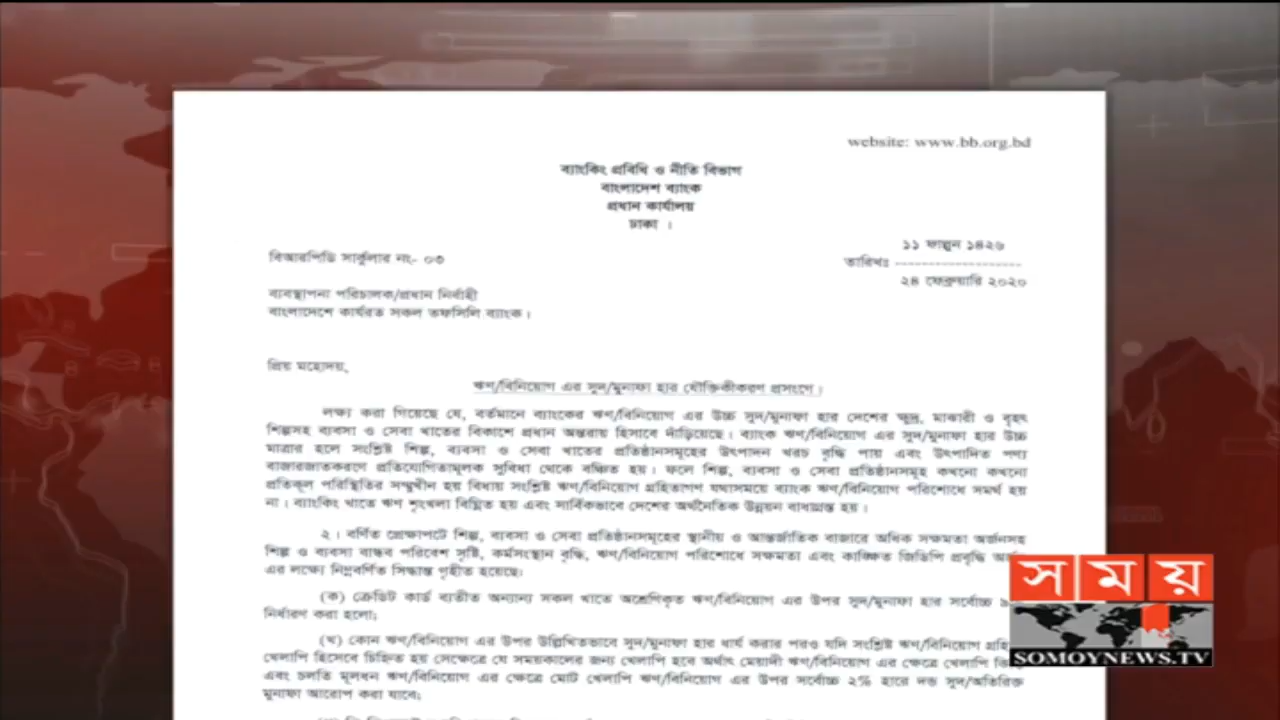 website: www.bb.org.bd
ব্যাংকিং প্রবিধি ও নীতি বিভাগ
বাংলাদেশ ব্যাংক
প্রধান কার্যালয়
ঢাকা ।
১১ ফাল্গুন ১৪২৬
বিআরপিডি সার্কুলার নং- ০৩
তারিখঃ --------------------
২৪ ফেব্রুয়ারি ২০২০
ব্যবস্থাপনা পরিচালক/প্রধান নির্বাহী
বাংলাদেশে কার্যরত সকল তফসিলি ব্যাংক।
প্রিয় মহোদয়,
ঋণ/বিনিয়োগ এর সুদ/মুনাফা হার যৌক্তিকীকরণ প্রসংগে।
লক্ষ্য করা গিয়েছে যে, বর্তমানে ব্যাংকের ঋণ/বিনিয়োগ এর উচ্চ সুদ/মুনাফা হার দেশের ক্ষুদ্র, মাঝারী ও বৃহৎ
শিল্পসহ ব্যবসা ও সেবা খাতের বিকাশে প্রধান অন্তরায় হিসাবে দাঁড়িয়েছে। ব্যাংক ঋণ/বিনিয়োগ এর সুদ/মুনাফা হার উচ্চ
মাত্রার হলে সংশ্লিষ্ট শিল্প, ব্যবসা ও সেবা খাতের প্রতিষ্ঠানসমূহের উৎপাদন খরচ বৃদ্ধি পায় এবং উৎপাদিত পণ্য
বাজারজাতকরণে প্রতিযোগিতামূলক সুবিধা থেকে বঞ্চিত হয়। ফলে শিল্প, ব্যবসা ও সেবা প্রতিষ্ঠানসমূহ কখনো কখনো
প্রতিকূল পরিস্থিতির সম্মুখীন হয় বিধায় সংশ্লিষ্ট ঋণ/বিনিয়োগ গ্রহিতাগণ যথাসময়ে ব্যাংক ঋণ/বিনিয়োগ পরিশোধে সমর্থ হয়
না। ব্যাংকিং খাতে ঋণ শৃংখলা বিঘ্নিত হয় এবং সার্বিকভাবে দেশের অর্থনৈতিক উন্নয়ন বাধাগ্রস্ত হয়।
২। বর্ণিত প্রেক্ষাপটে শিল্প, ব্যবসা ও সেবা প্রতিষ্ঠানসমূহের স্থানীয় ও আন্তর্জাতিক বাজারে অধিক সক্ষমতা অর্জনসহ
শিল্প ও ব্যবসা বান্ধব পরিবেশ সৃষ্টি, কর্মসংস্থান বৃদ্ধি, ঋণ/বিনিয়োগ পরিশোধে সক্ষমতা এবং কাঙ্ক্ষিত জিডিপি প্রবৃদ্ধি
এর লক্ষ্যে নিম্নবর্ণিত সিদ্ধান্ত গৃহীত হয়েছে:
(ক) ক্রেডিট কার্ড ব্যতীত অন্যান্য সকল খাতে অশ্রেণিকৃত ঋণ/বিনিয়োগ এর উপর সুদ/মুনাফা হার সর্বোচ্চ
নির্ধারণ করা হলো;
(খ) কোন ঋণ/বিনিয়োগ এর উপর উল্লিখিতভাবে সুদ/মুনাফা হার ধার্য করার পরও যদি সংশ্লিষ্ট ঋণ/বিনিয়োগ
খেলাপি হিসেবে চিহ্নিত হয় সেক্ষেত্রে যে সময়কালের জন্য খেলাপি হবে অর্থাৎ মেয়াদী ঋণ/বিনিয়োগ এর ক্ষেত্রে খেলাপি
এবং চলতি মূলধন ঋণ/বিনিয়োগ এর ক্ষেত্রে মোট খেলাপি ঋণ/বিনিয়োগ এর উপর সর্বোচ্চ ২% হারে দন্ড সুদ/অতিরিক্ত
মুনাফা আরোপ করা যাবে;
সময়
SOMOYNEWS.TV